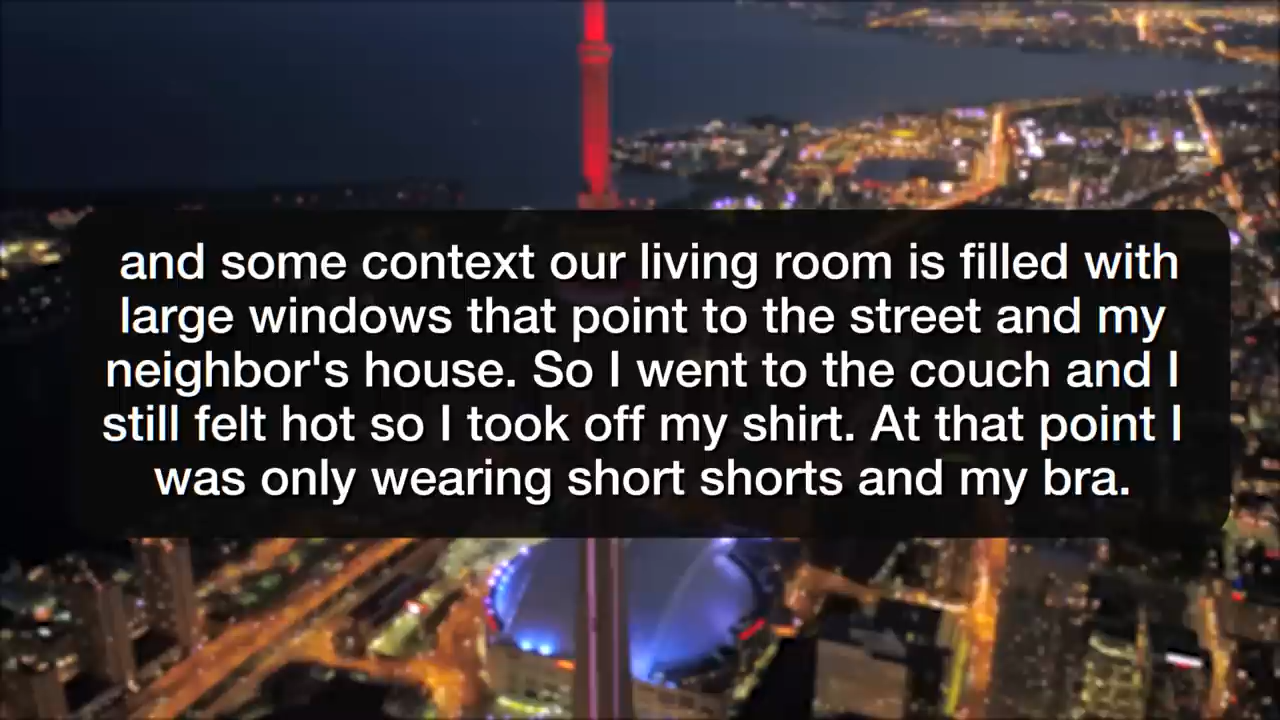 and some context our living room is filled with
large windows that point to the street and my
neighbor's house. So I went to the couch and I
still felt hot so I took off my shirt. At that point I
was only wearing short shorts and my bra.